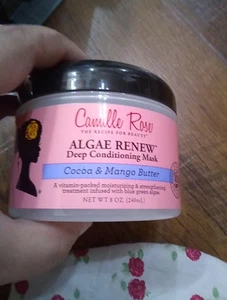 Camille Rose
THE RECIPE FOR BEAUTY
ALGAE RENEW™
Deep Conditioning Mask
Cocoa & Mango Butter
A vitamin-packed moisturizing & strengthening
treatment infused with blue green algae
NET WT 8 OZ (240mL)